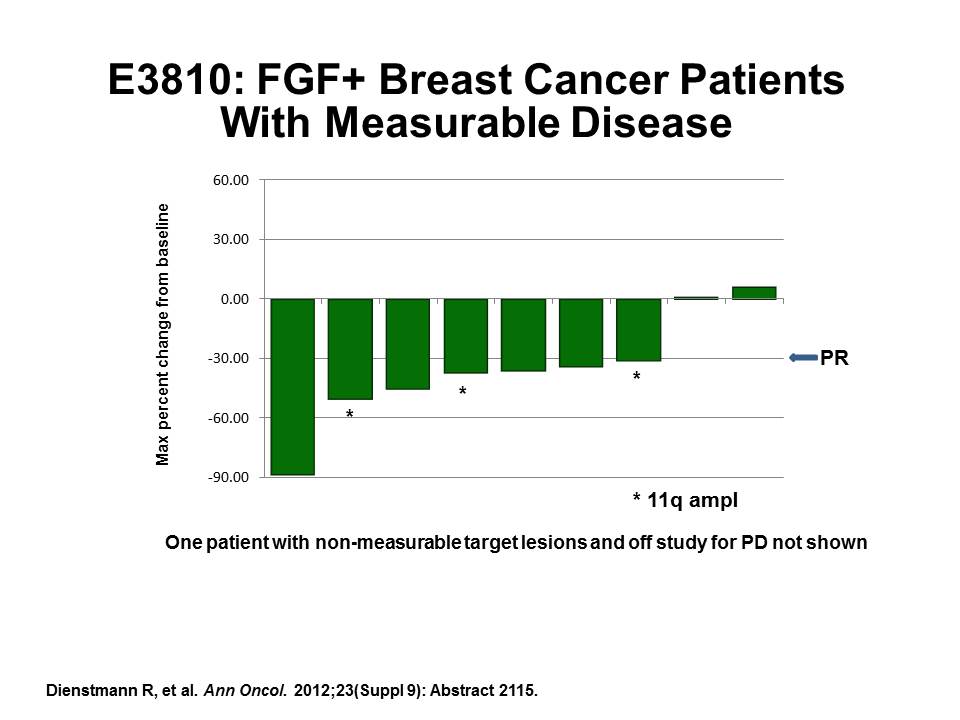 E3810: FGF+ Breast Cancer Patients
With Measurable Disease
Max percent change from baseline
60.00
30.00
0.00
-30.00
-60.00
-90.00
PR
*
*
*
* 11q ampl
One patient with non-measurable target lesions and off study for PD not shown
Dienstmann R, et al. Ann Oncol. 2012;23(Suppl 9): Abstract 2115.